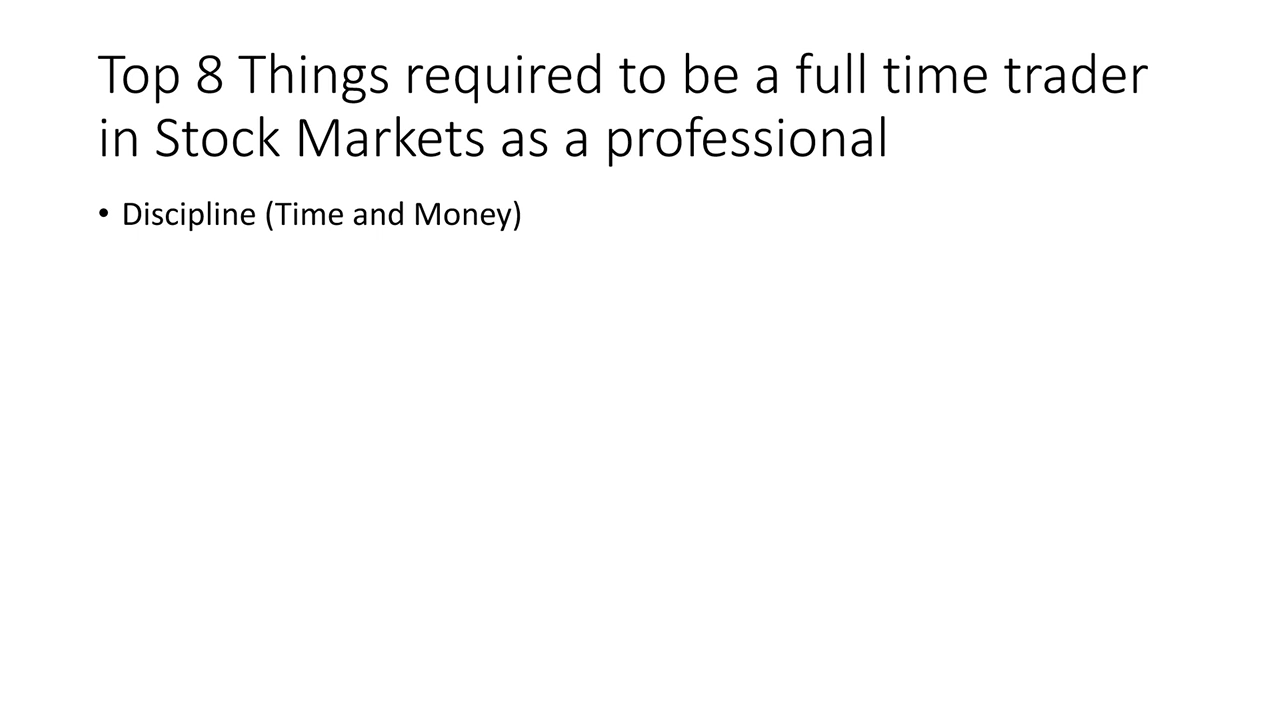 Top 8 Things required to be a full time trader
in Stock Markets as a professional
• Discipline (Time and Money)